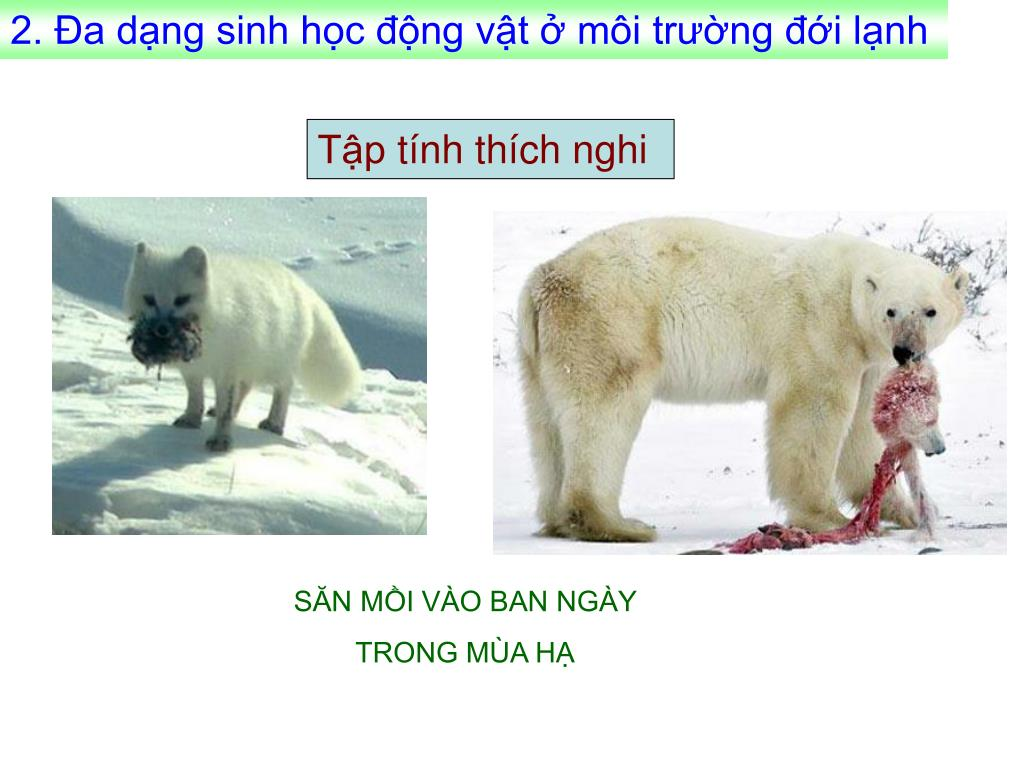 2. Đa dạng sinh học động vật ở môi trường đới lạnh
Tập tính thích nghi
SĂN MỒI VÀO BAN NGÀY
TRONG MÙA HẠ